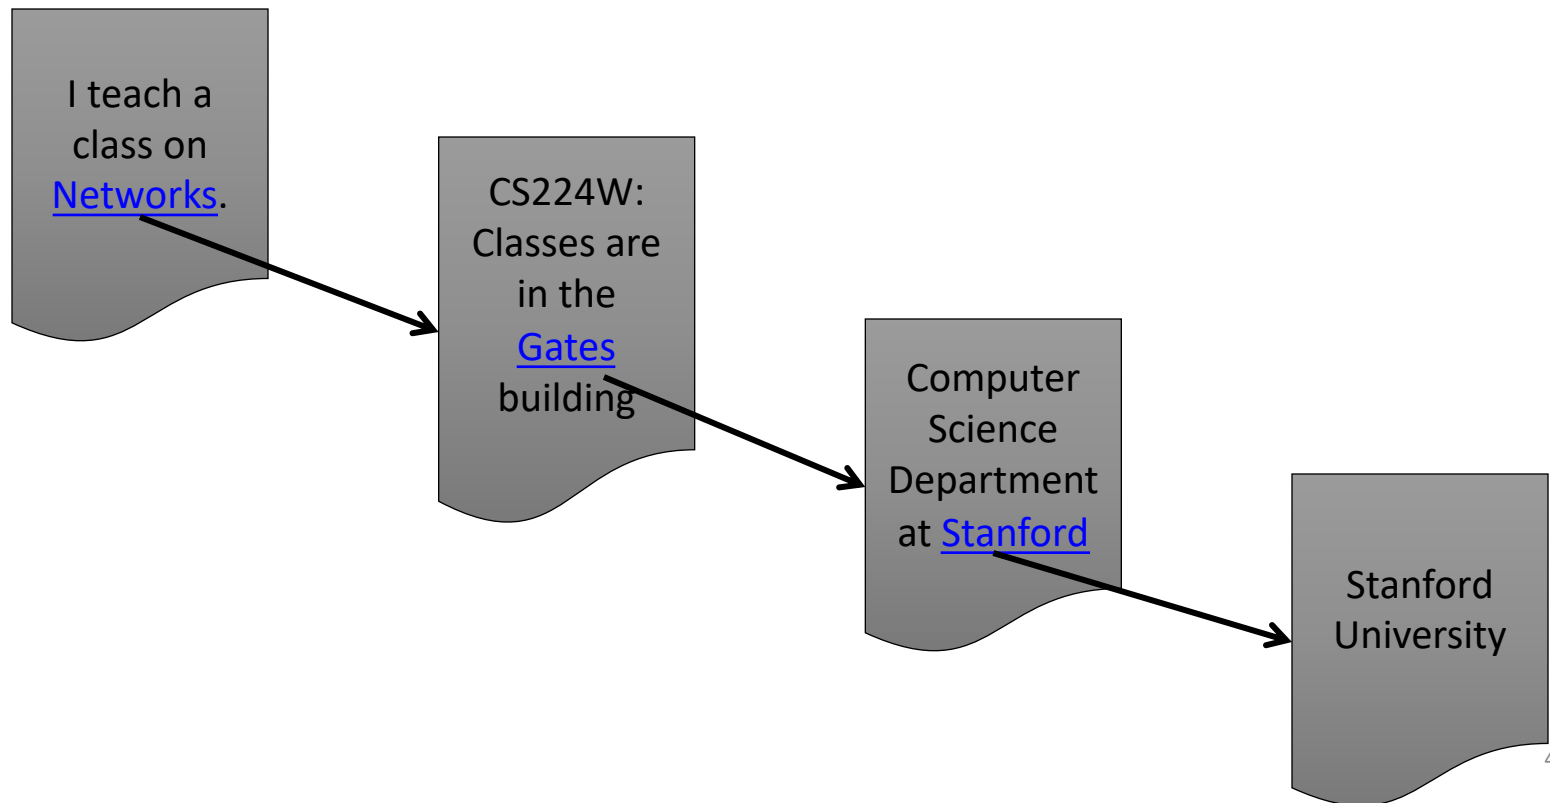 I teach a
class on
Networks.
CS224W:
Classes are
in the
Gates
building
Computer
Science
Department
at Stanford
Stanford
University